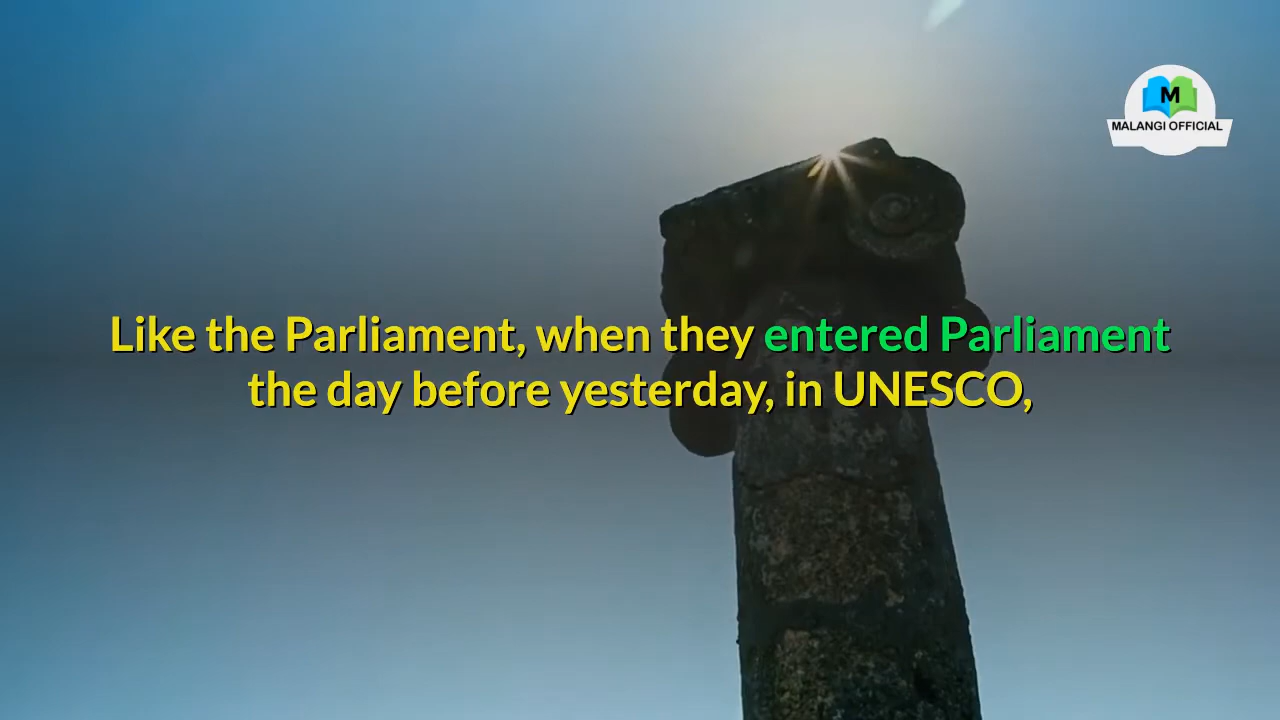 M
MALANGI OFFICIAL
Like the Parliament, when they entered Parliament
the day before yesterday, in UNESCO,